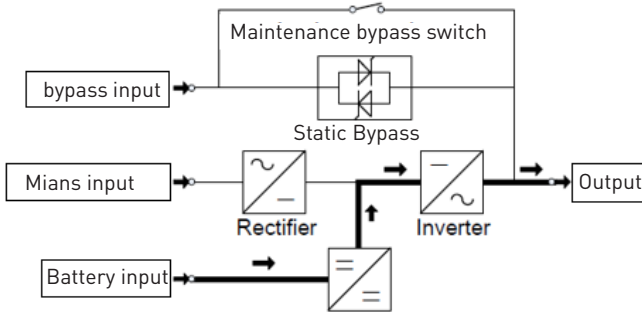 Maintenance bypass switch
bypass input
Static Bypass
Mians input
Output
Rectifier
Inverter
Battery input